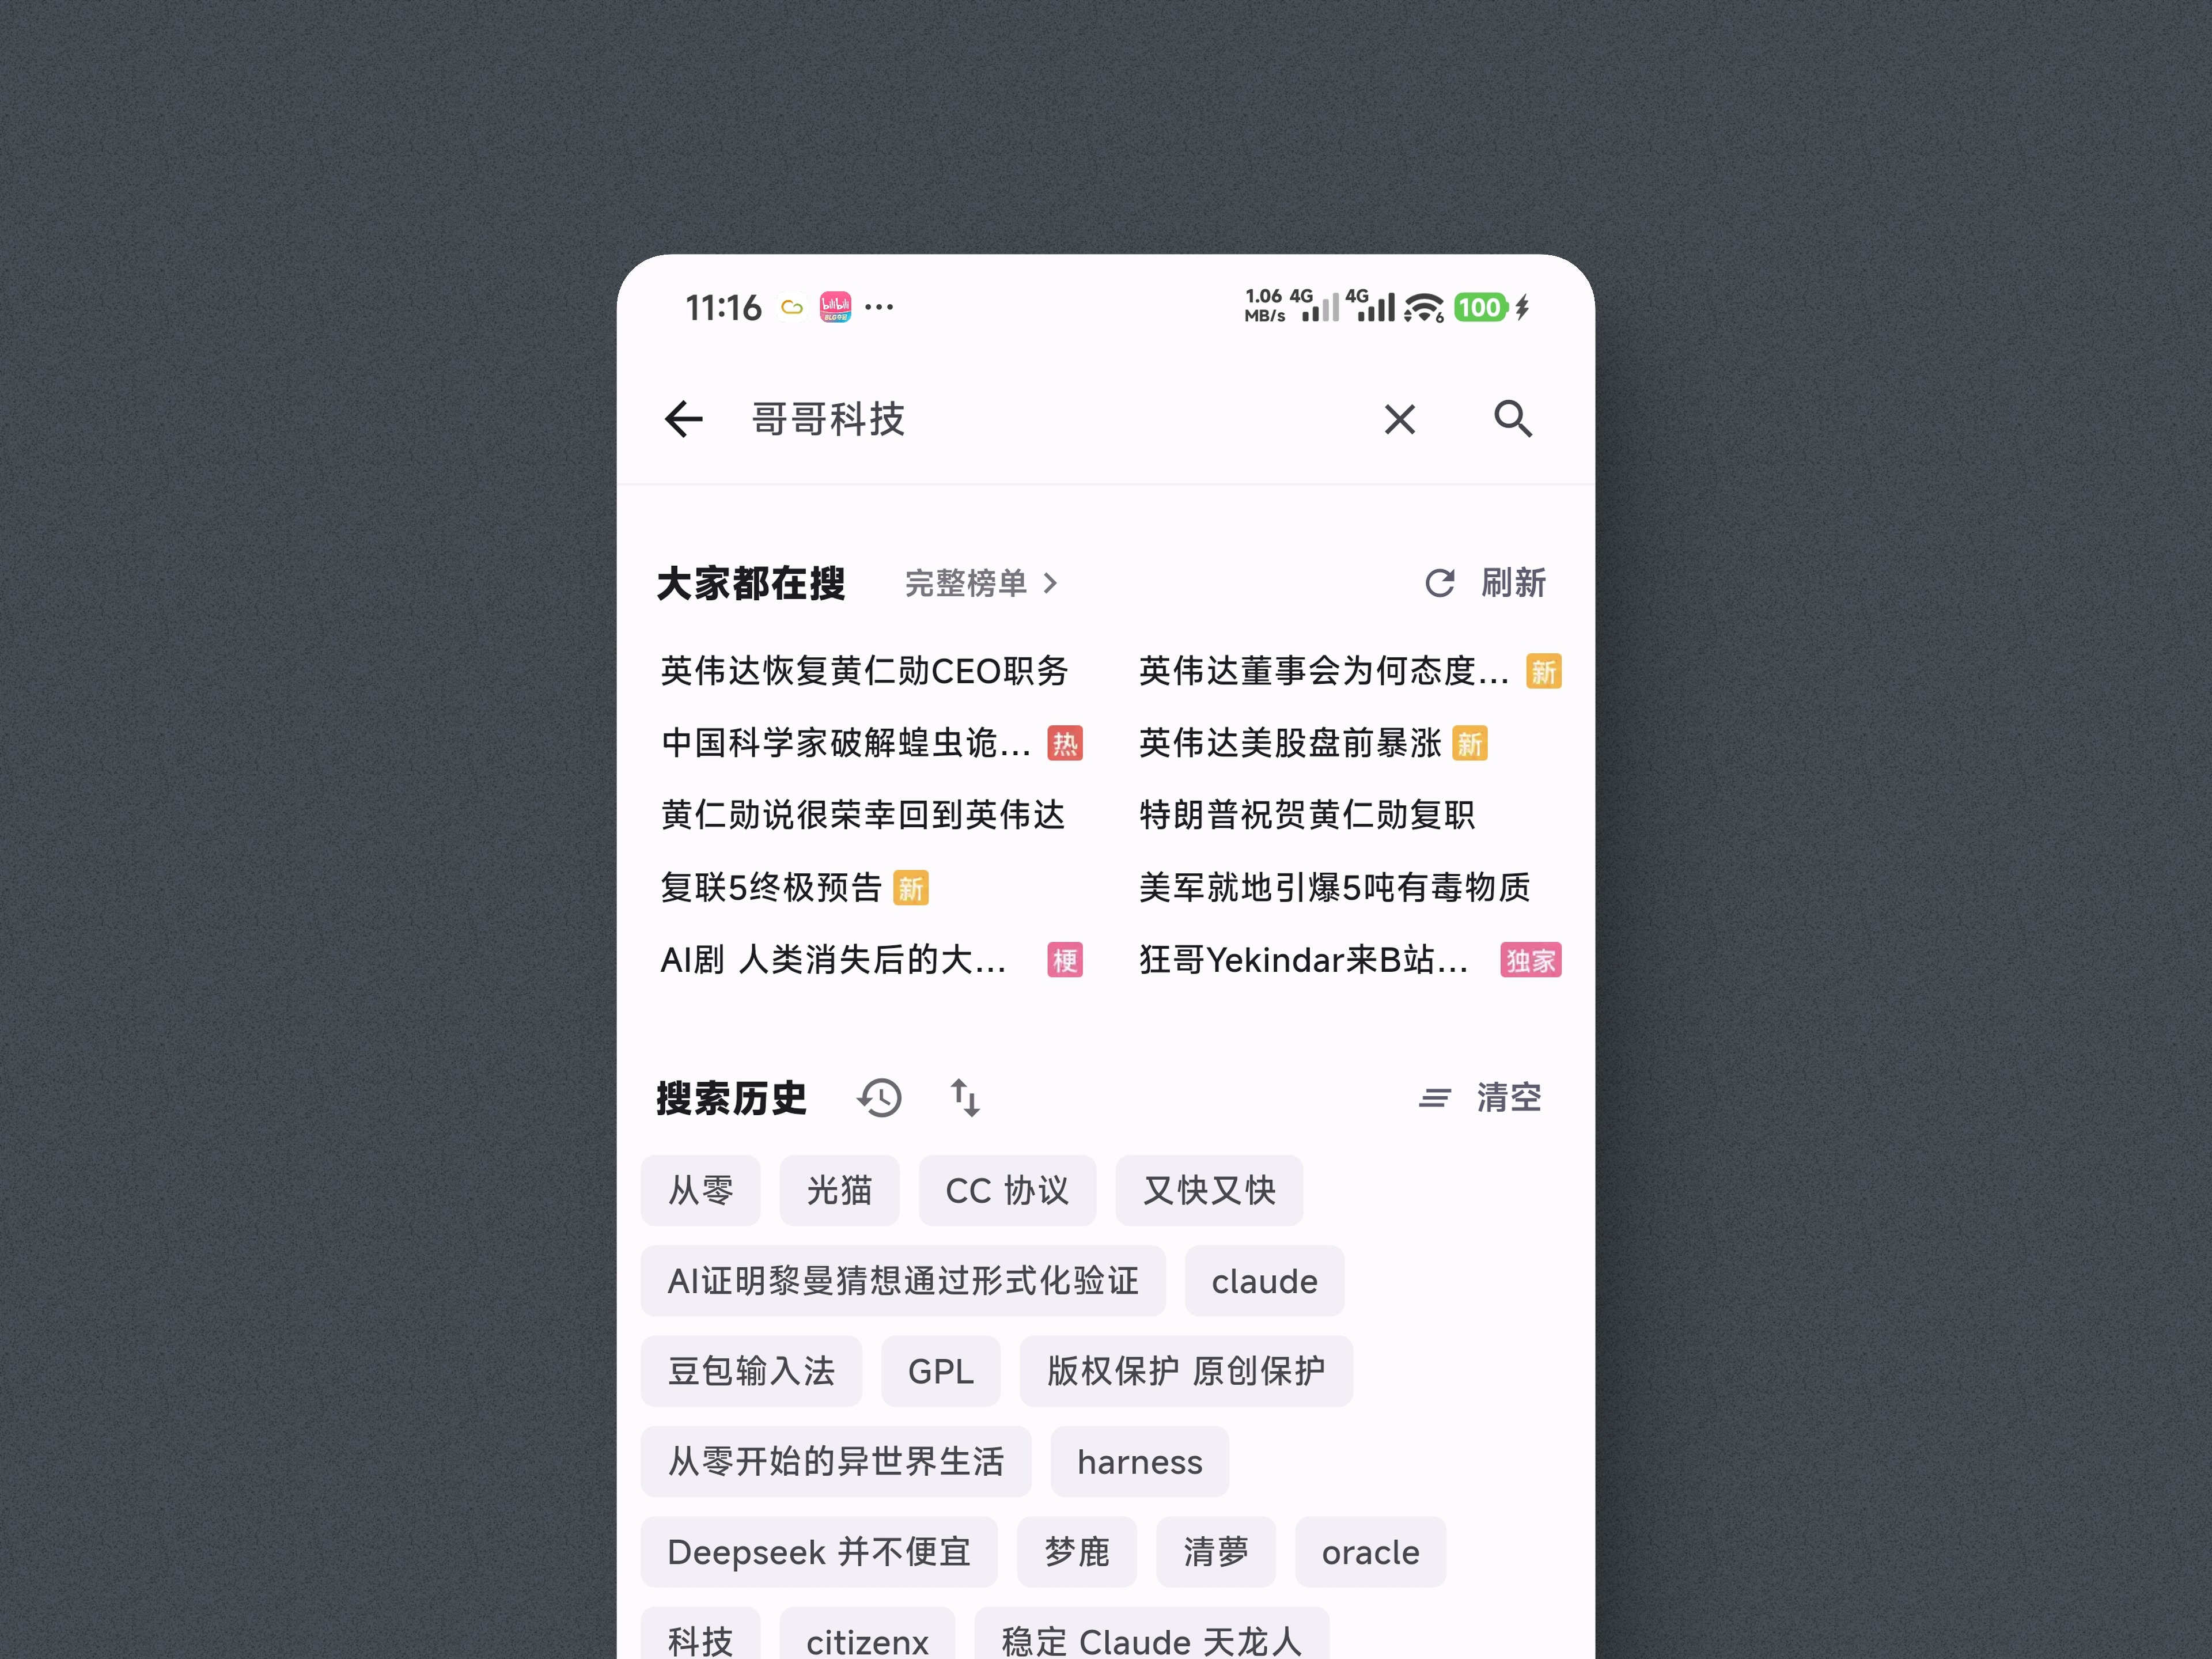 11:16 bilibili ··· 1.06 MB/s 4G 4G 6 100
哥哥科技
大家都在搜 完整榜单 刷新
英伟达恢复黄仁勋CEO职务 英伟达董事会为何态度... 新
中国科学家破解蝗虫诡... 热 英伟达美股盘前暴涨 新
黄仁勋说很荣幸回到英伟达 特朗普祝贺黄仁勋复职
复联5终极预告 新 美军就地引爆5吨有毒物质
AI剧 人类消失后的大... 梗 狂哥Yekindar来B站... 独家
搜索历史 清空
从零 光猫 CC 协议 又快又快
AI证明黎曼猜想通过形式化验证 claude
豆包输入法 GPL 版权保护 原创保护
从零开始的异世界生活 harness
Deepseek 并不便宜 梦鹿 清夢 oracle
科技 citizenx 稳定 Claude 天龙人